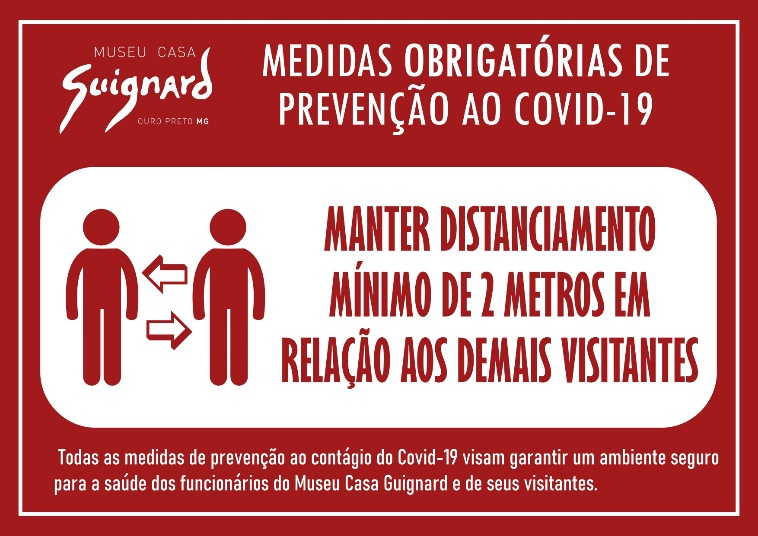 MUSEU CASA
Guignard
OURO PRETO MG
MEDIDAS OBRIGATÓRIAS DE
PREVENÇÃO AO COVID-19
MANTER DISTANCIAMENTO
MÍNIMO DE 2 METROS EM
RELAÇÃO AOS DEMAIS VISITANTES
Todas as medidas de prevenção ao contágio do Covid-19 visam garantir um ambiente seguro
para a saúde dos funcionários do Museu Casa Guignard e de seus visitantes.